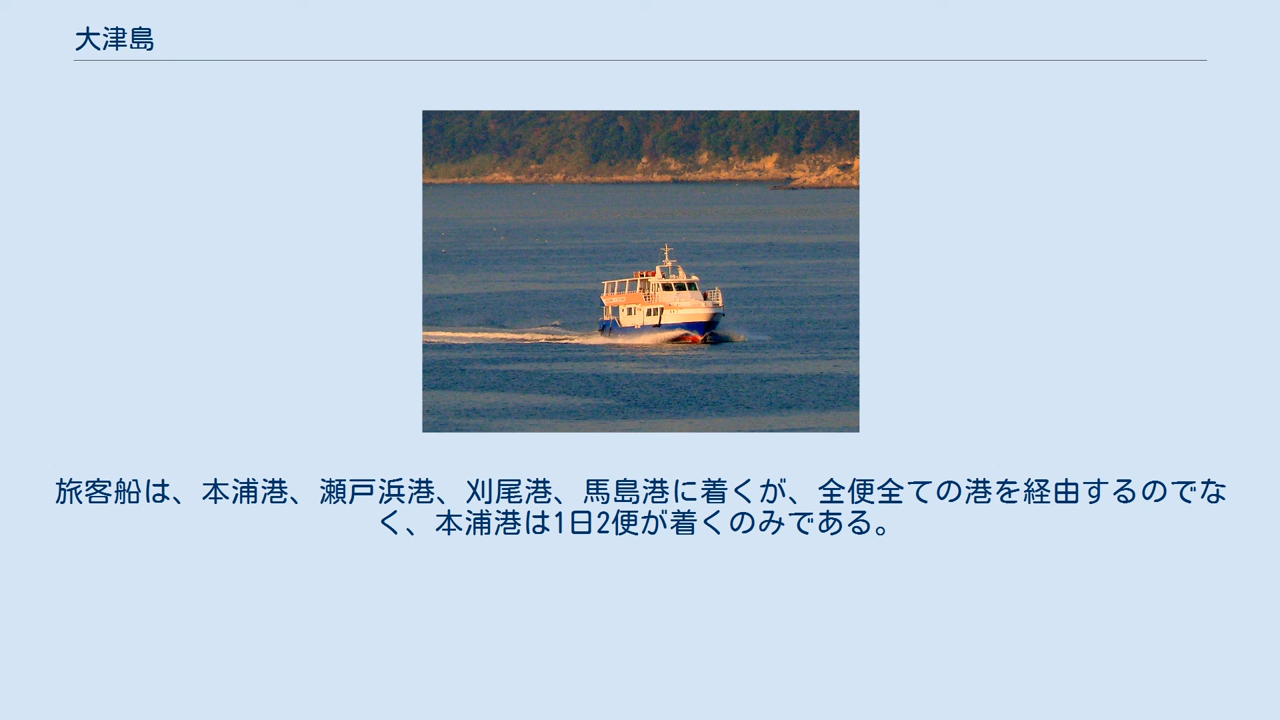 大津島
旅客船は、本浦港、瀬戸浜港、刈尾港、馬島港に着くが、全便全ての港を経由するのでな
く、本浦港は1日2便が着くのみである。